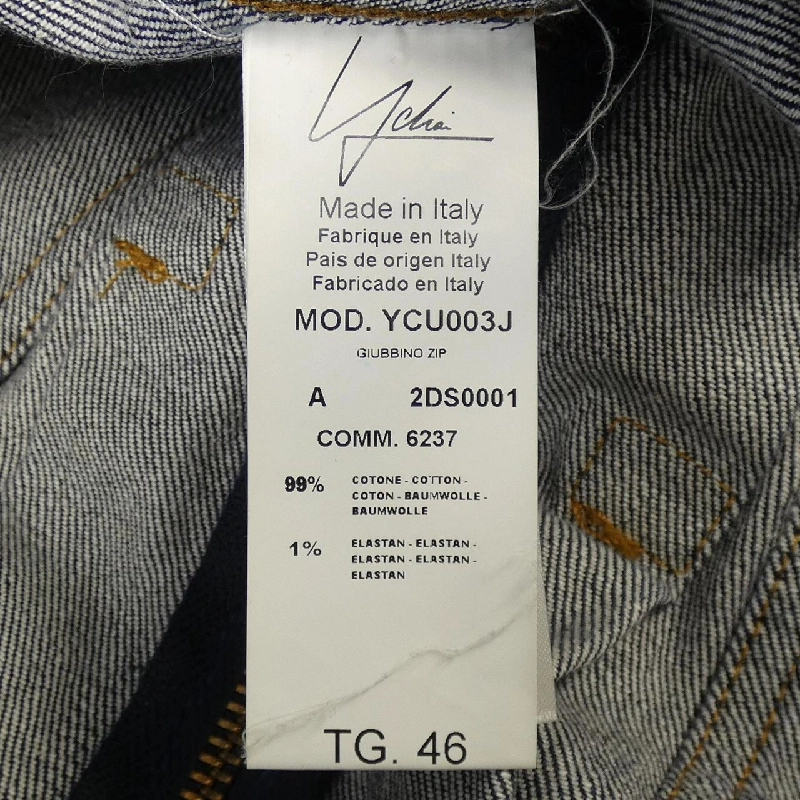 Ychai
Made in Italy
Fabrique en Italy
Pais de origen Italy
Fabricado en Italy
MOD. YCU003J
GIUBBINO ZIP
A 2DS0001
COMM. 6237
99% COTONE - COTTON -
COTON - BAUMWOLLE -
BAUMWOLLE
1% ELASTAN - ELASTAN -
ELASTAN - ELASTAN -
ELASTAN
TG. 46